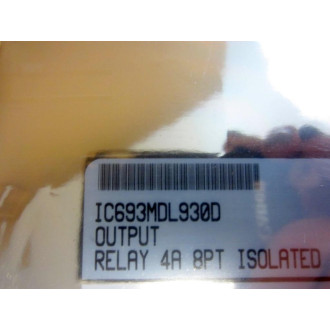 IC693MDL930D
OUTPUT
RELAY 4A 8PT ISOLATED